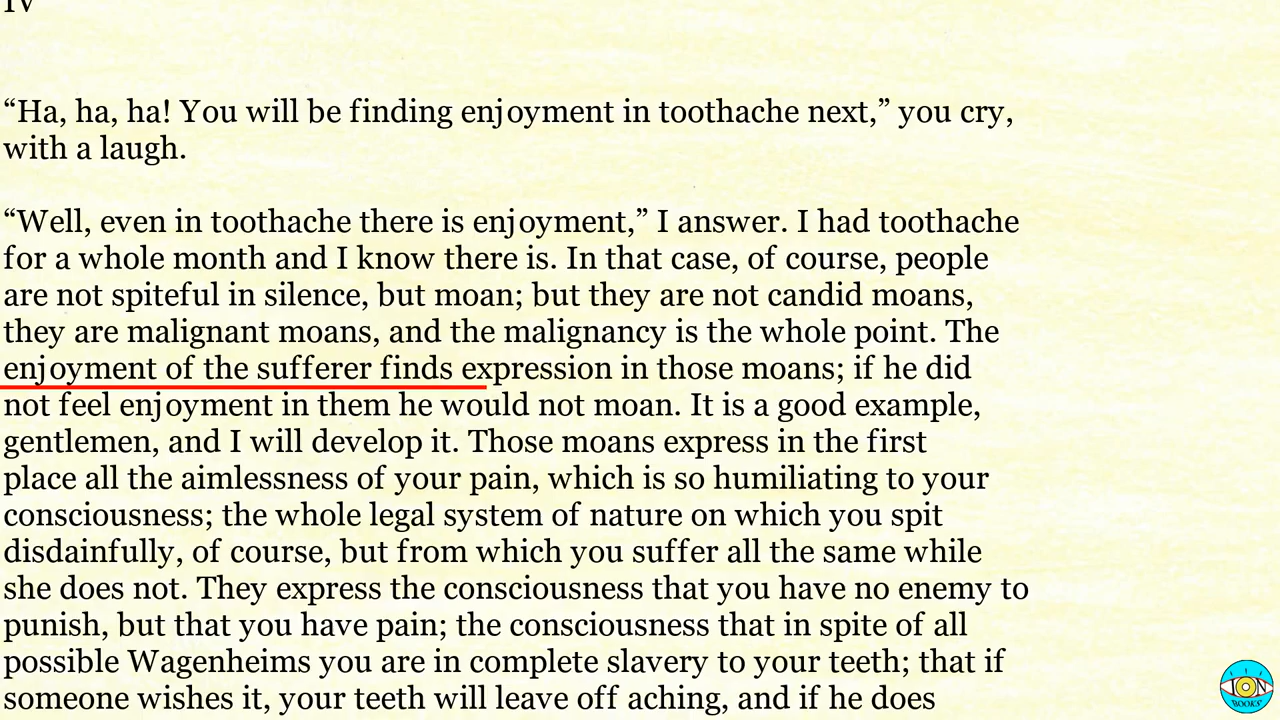 IV
“Ha, ha, ha! You will be finding enjoyment in toothache next,” you cry,
with a laugh.
“Well, even in toothache there is enjoyment,” I answer. I had toothache
for a whole month and I know there is. In that case, of course, people
are not spiteful in silence, but moan; but they are not candid moans,
they are malignant moans, and the malignancy is the whole point. The
enjoyment of the sufferer finds expression in those moans; if he did
not feel enjoyment in them he would not moan. It is a good example,
gentlemen, and I will develop it. Those moans express in the first
place all the aimlessness of your pain, which is so humiliating to your
consciousness; the whole legal system of nature on which you spit
disdainfully, of course, but from which you suffer all the same while
she does not. They express the consciousness that you have no enemy to
punish, but that you have pain; the consciousness that in spite of all
possible Wagenheims you are in complete slavery to your teeth; that if
someone wishes it, your teeth will leave off aching, and if he does
ION
BOOKS